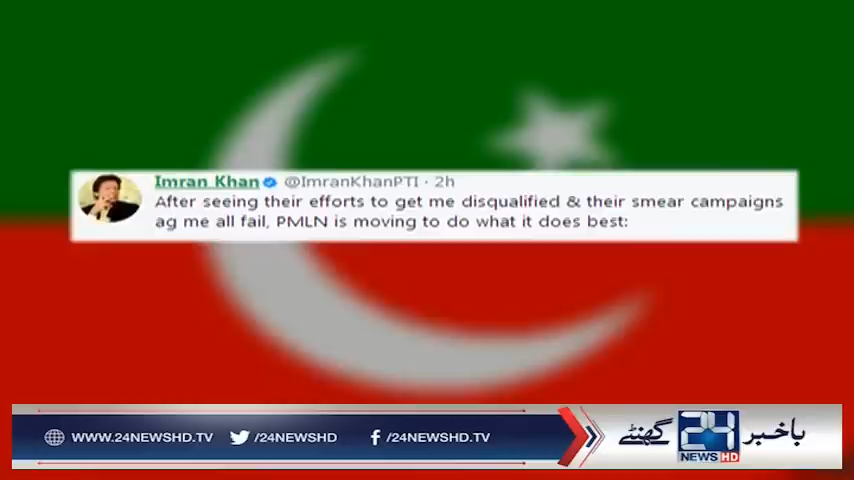 Imran Khan @ImranKhanPTI · 2h
After seeing their efforts to get me disqualified & their smear campaigns
ag me all fail, PMLN is moving to do what it does best:
WWW.24NEWSHD.TV /24NEWSHD /24NEWSHD.TV باخبر 24 گھنٹے
NEWS HD